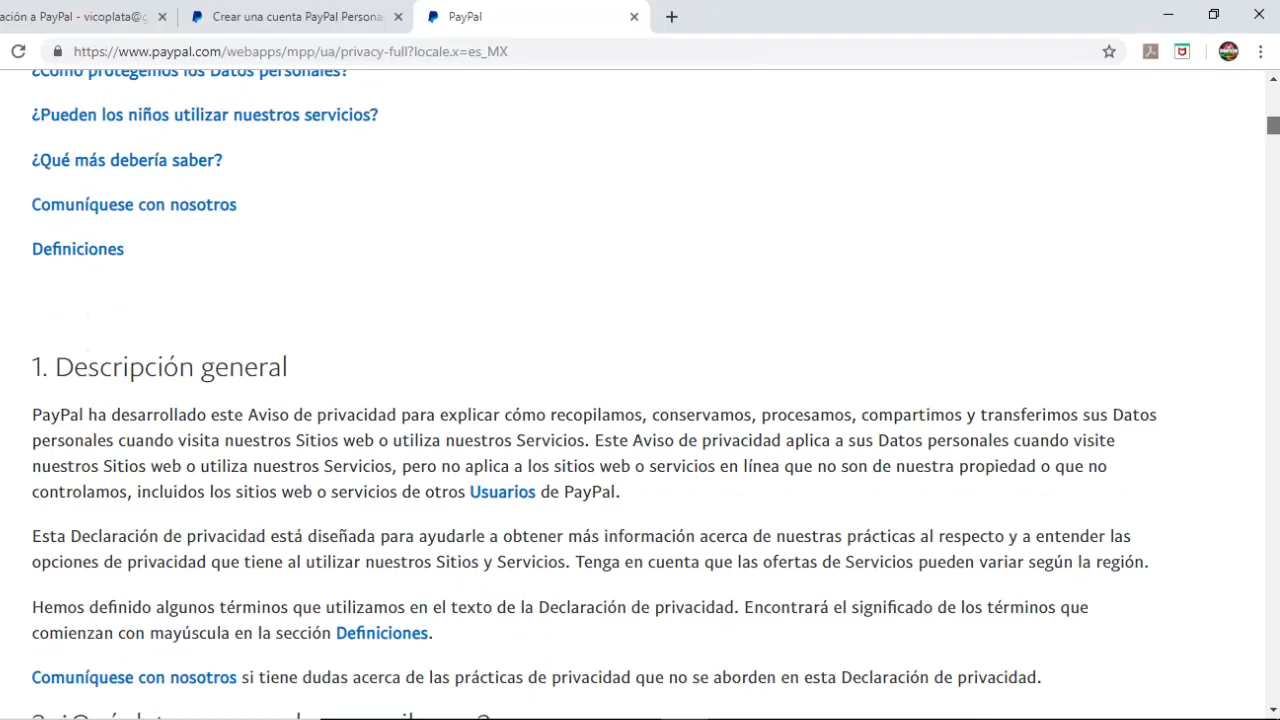 ación a PayPal - vicoplata@g
Crear una cuenta PayPal Persona
PayPal
https://www.paypal.com/webapps/mpp/ua/privacy-full?locale.x=es_MX
¿Cómo protegemos los Datos personales?
¿Pueden los niños utilizar nuestros servicios?
¿Qué más debería saber?
Comuníquese con nosotros
Definiciones
1. Descripción general
PayPal ha desarrollado este Aviso de privacidad para explicar cómo recopilamos, conservamos, procesamos, compartimos y transferimos sus Datos
personales cuando visita nuestros Sitios web o utiliza nuestros Servicios. Este Aviso de privacidad aplica a sus Datos personales cuando visite
nuestros Sitios web o utiliza nuestros Servicios, pero no aplica a los sitios web o servicios en línea que no son de nuestra propiedad o que no
controlamos, incluidos los sitios web o servicios de otros Usuarios de PayPal.
Esta Declaración de privacidad está diseñada para ayudarle a obtener más información acerca de nuestras prácticas al respecto y a entender las
opciones de privacidad que tiene al utilizar nuestros Sitios y Servicios. Tenga en cuenta que las ofertas de Servicios pueden variar según la región.
Hemos definido algunos términos que utilizamos en el texto de la Declaración de privacidad. Encontrará el significado de los términos que
comienzan con mayúscula en la sección Definiciones.
Comuníquese con nosotros si tiene dudas acerca de las prácticas de privacidad que no se abordan en esta Declaración de privacidad.